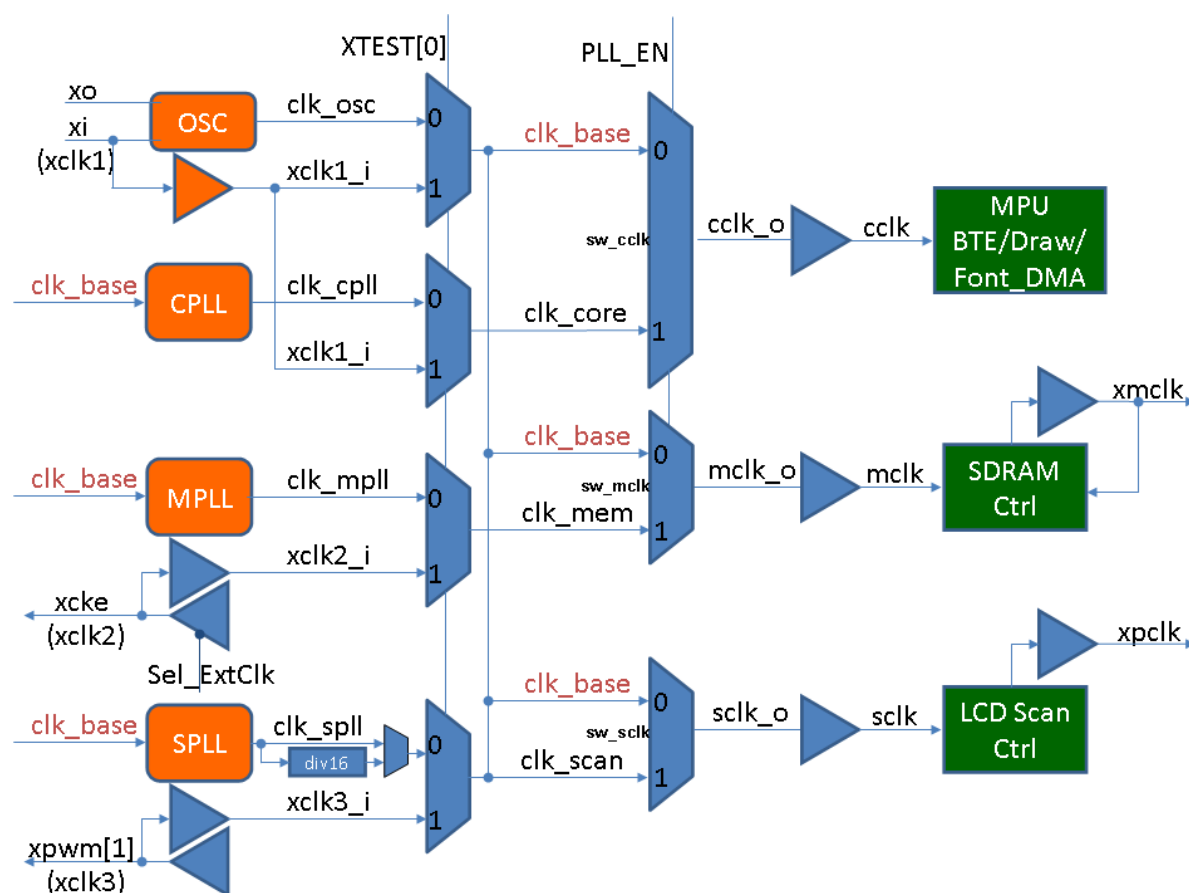 XTEST[0]
PLL_EN
xo
OSC
clk_osc
0
xi
(xclk1)
xclk1_i
1
clk_base
0
sw_cclk
cclk_o
cclk
MPU
BTE/Draw/
Font_DMA
clk_base
CPLL
clk_cpll
0
xclk1_i
1
clk_core
1
clk_base
MPLL
clk_mpll
0
xclk2_i
1
xcke
(xclk2)
Sel_ExtClk
clk_base
0
sw_mclk
clk_mem
1
mclk_o
mclk
SDRAM
Ctrl
xmclk
clk_base
SPLL
clk_spll
div16
0
xclk3_i
1
xpwm[1]
(xclk3)
clk_base
0
sw_sclk
clk_scan
1
sclk_o
sclk
LCD Scan
Ctrl
xpclk